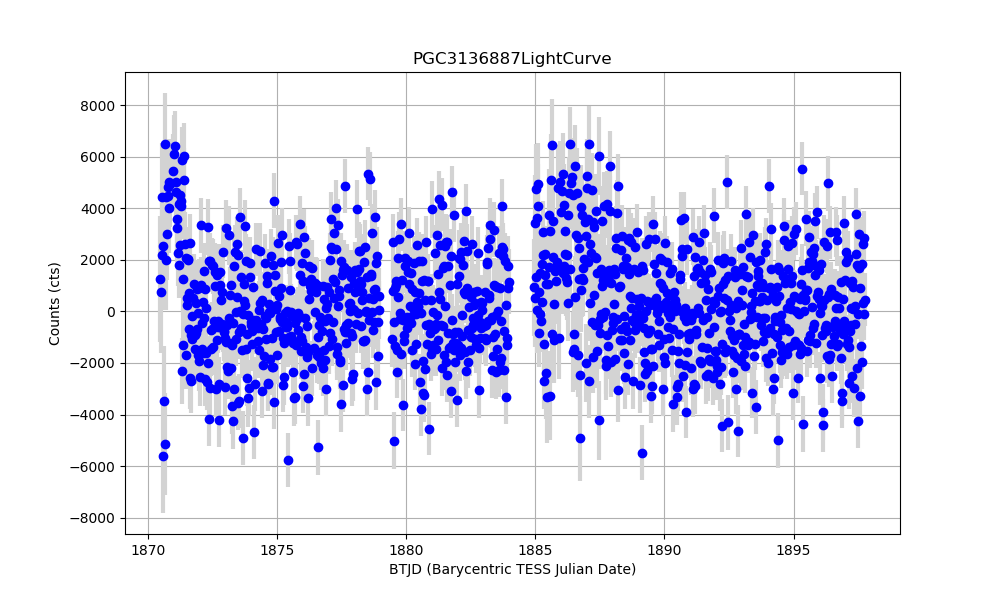 PGC3136887LightCurve
Counts (cts)
8000
6000
4000
2000
0
−2000
−4000
−6000
−8000
1870 1875 1880 1885 1890 1895
BTJD (Barycentric TESS Julian Date)